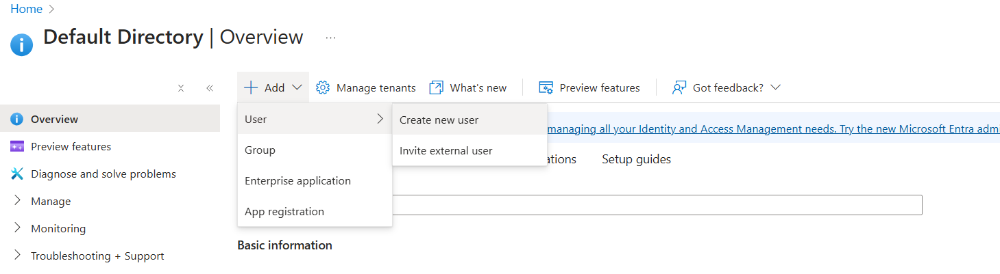 Home
Default Directory | Overview
Add
Manage tenants
What's new
Preview features
Got feedback?
Overview
Preview features
Diagnose and solve problems
Manage
Monitoring
Troubleshooting + Support
User
Group
Enterprise application
App registration
Create new user
Invite external user
managing all your Identity and Access Management needs. Try the new Microsoft Entra
Setup guides
Basic information